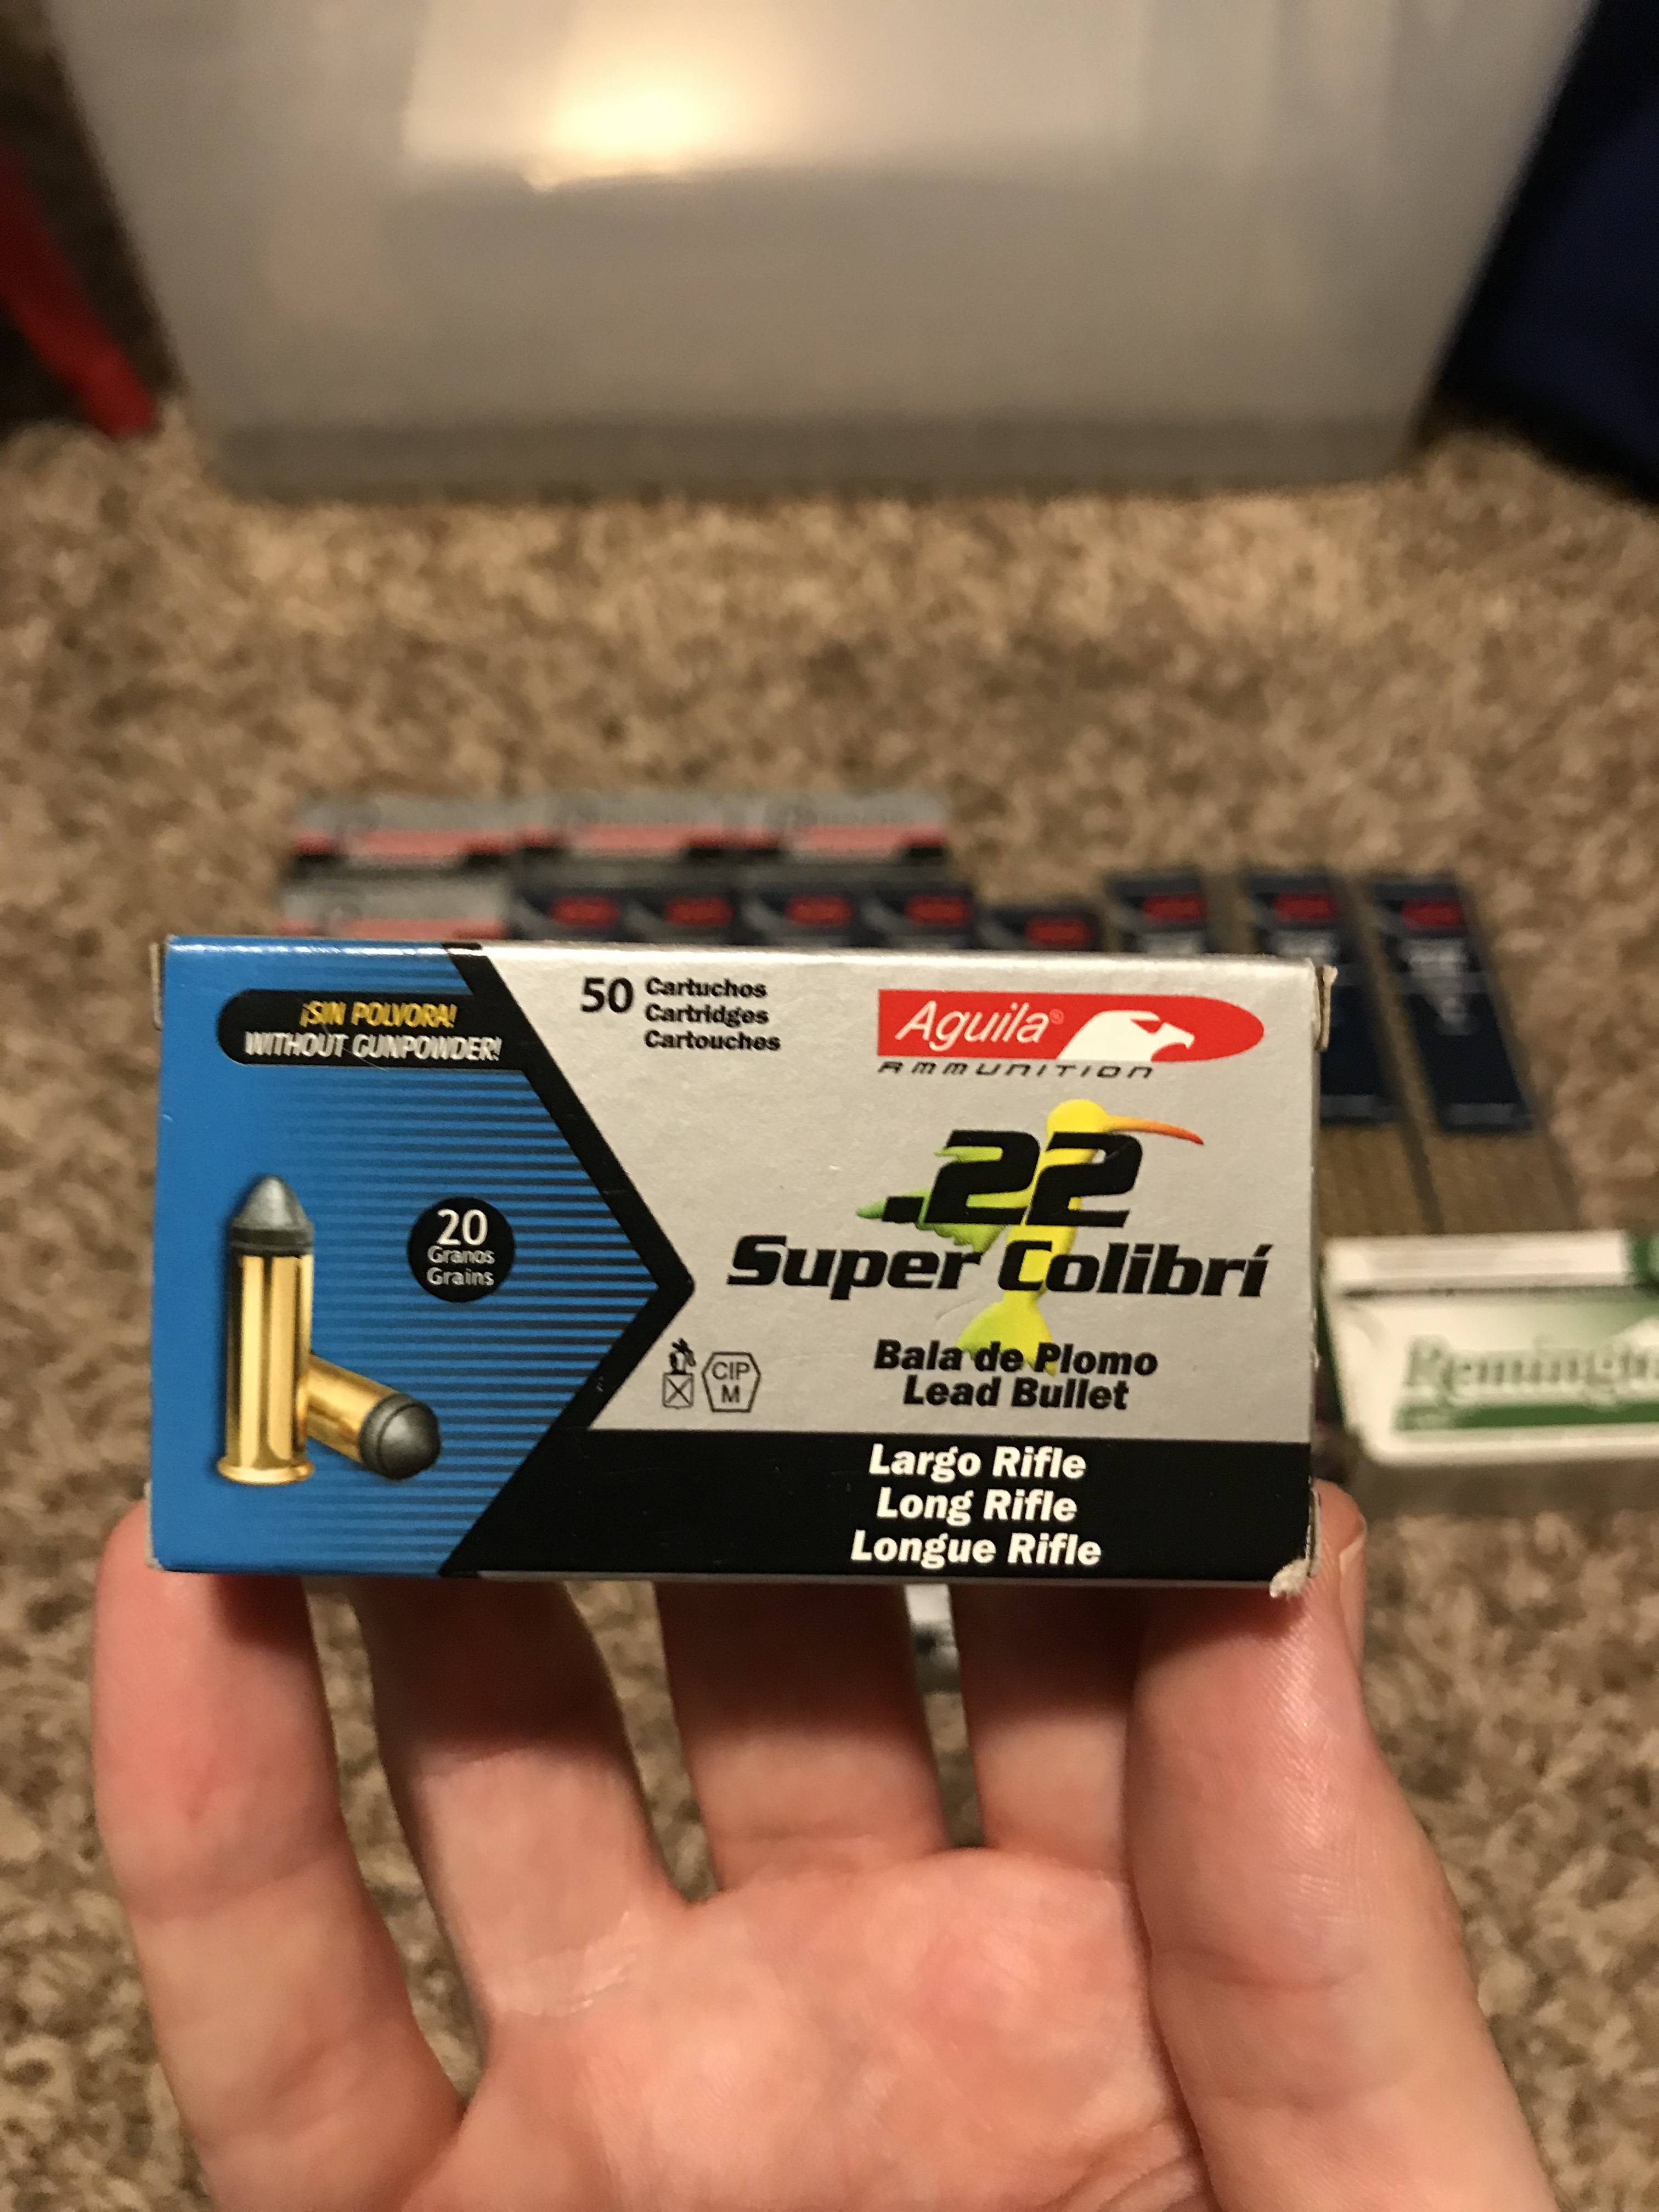 ¡SIN POLVORA!
WITHOUT GUNPOWDER!
50 Cartuchos
Cartridges
Cartouches
Aguila®
AMMUNITION
20
Granos
Grains
.22
Super Colibrí
CIP
M
Bala de Plomo
Lead Bullet
Largo Rifle
Long Rifle
Longue Rifle
Remington